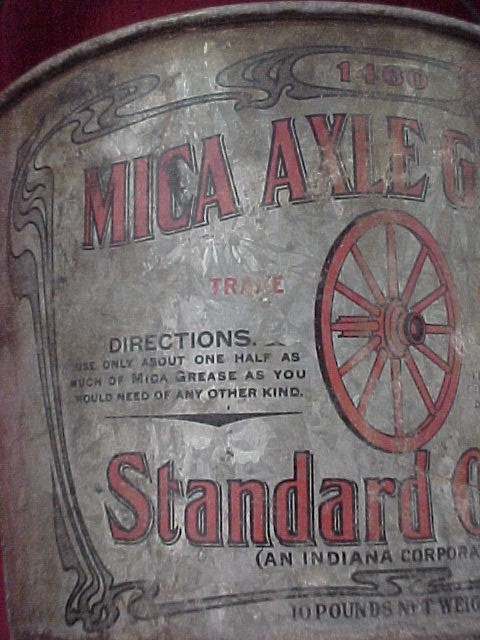 1480
MICA AXLE G
TRADE
DIRECTIONS.
USE ONLY ABOUT ONE HALF AS
MUCH OF MICA GREASE AS YOU
WOULD NEED OF ANY OTHER KIND.
Standard O
(AN INDIANA CORPORA
10 POUNDS NET WEIG